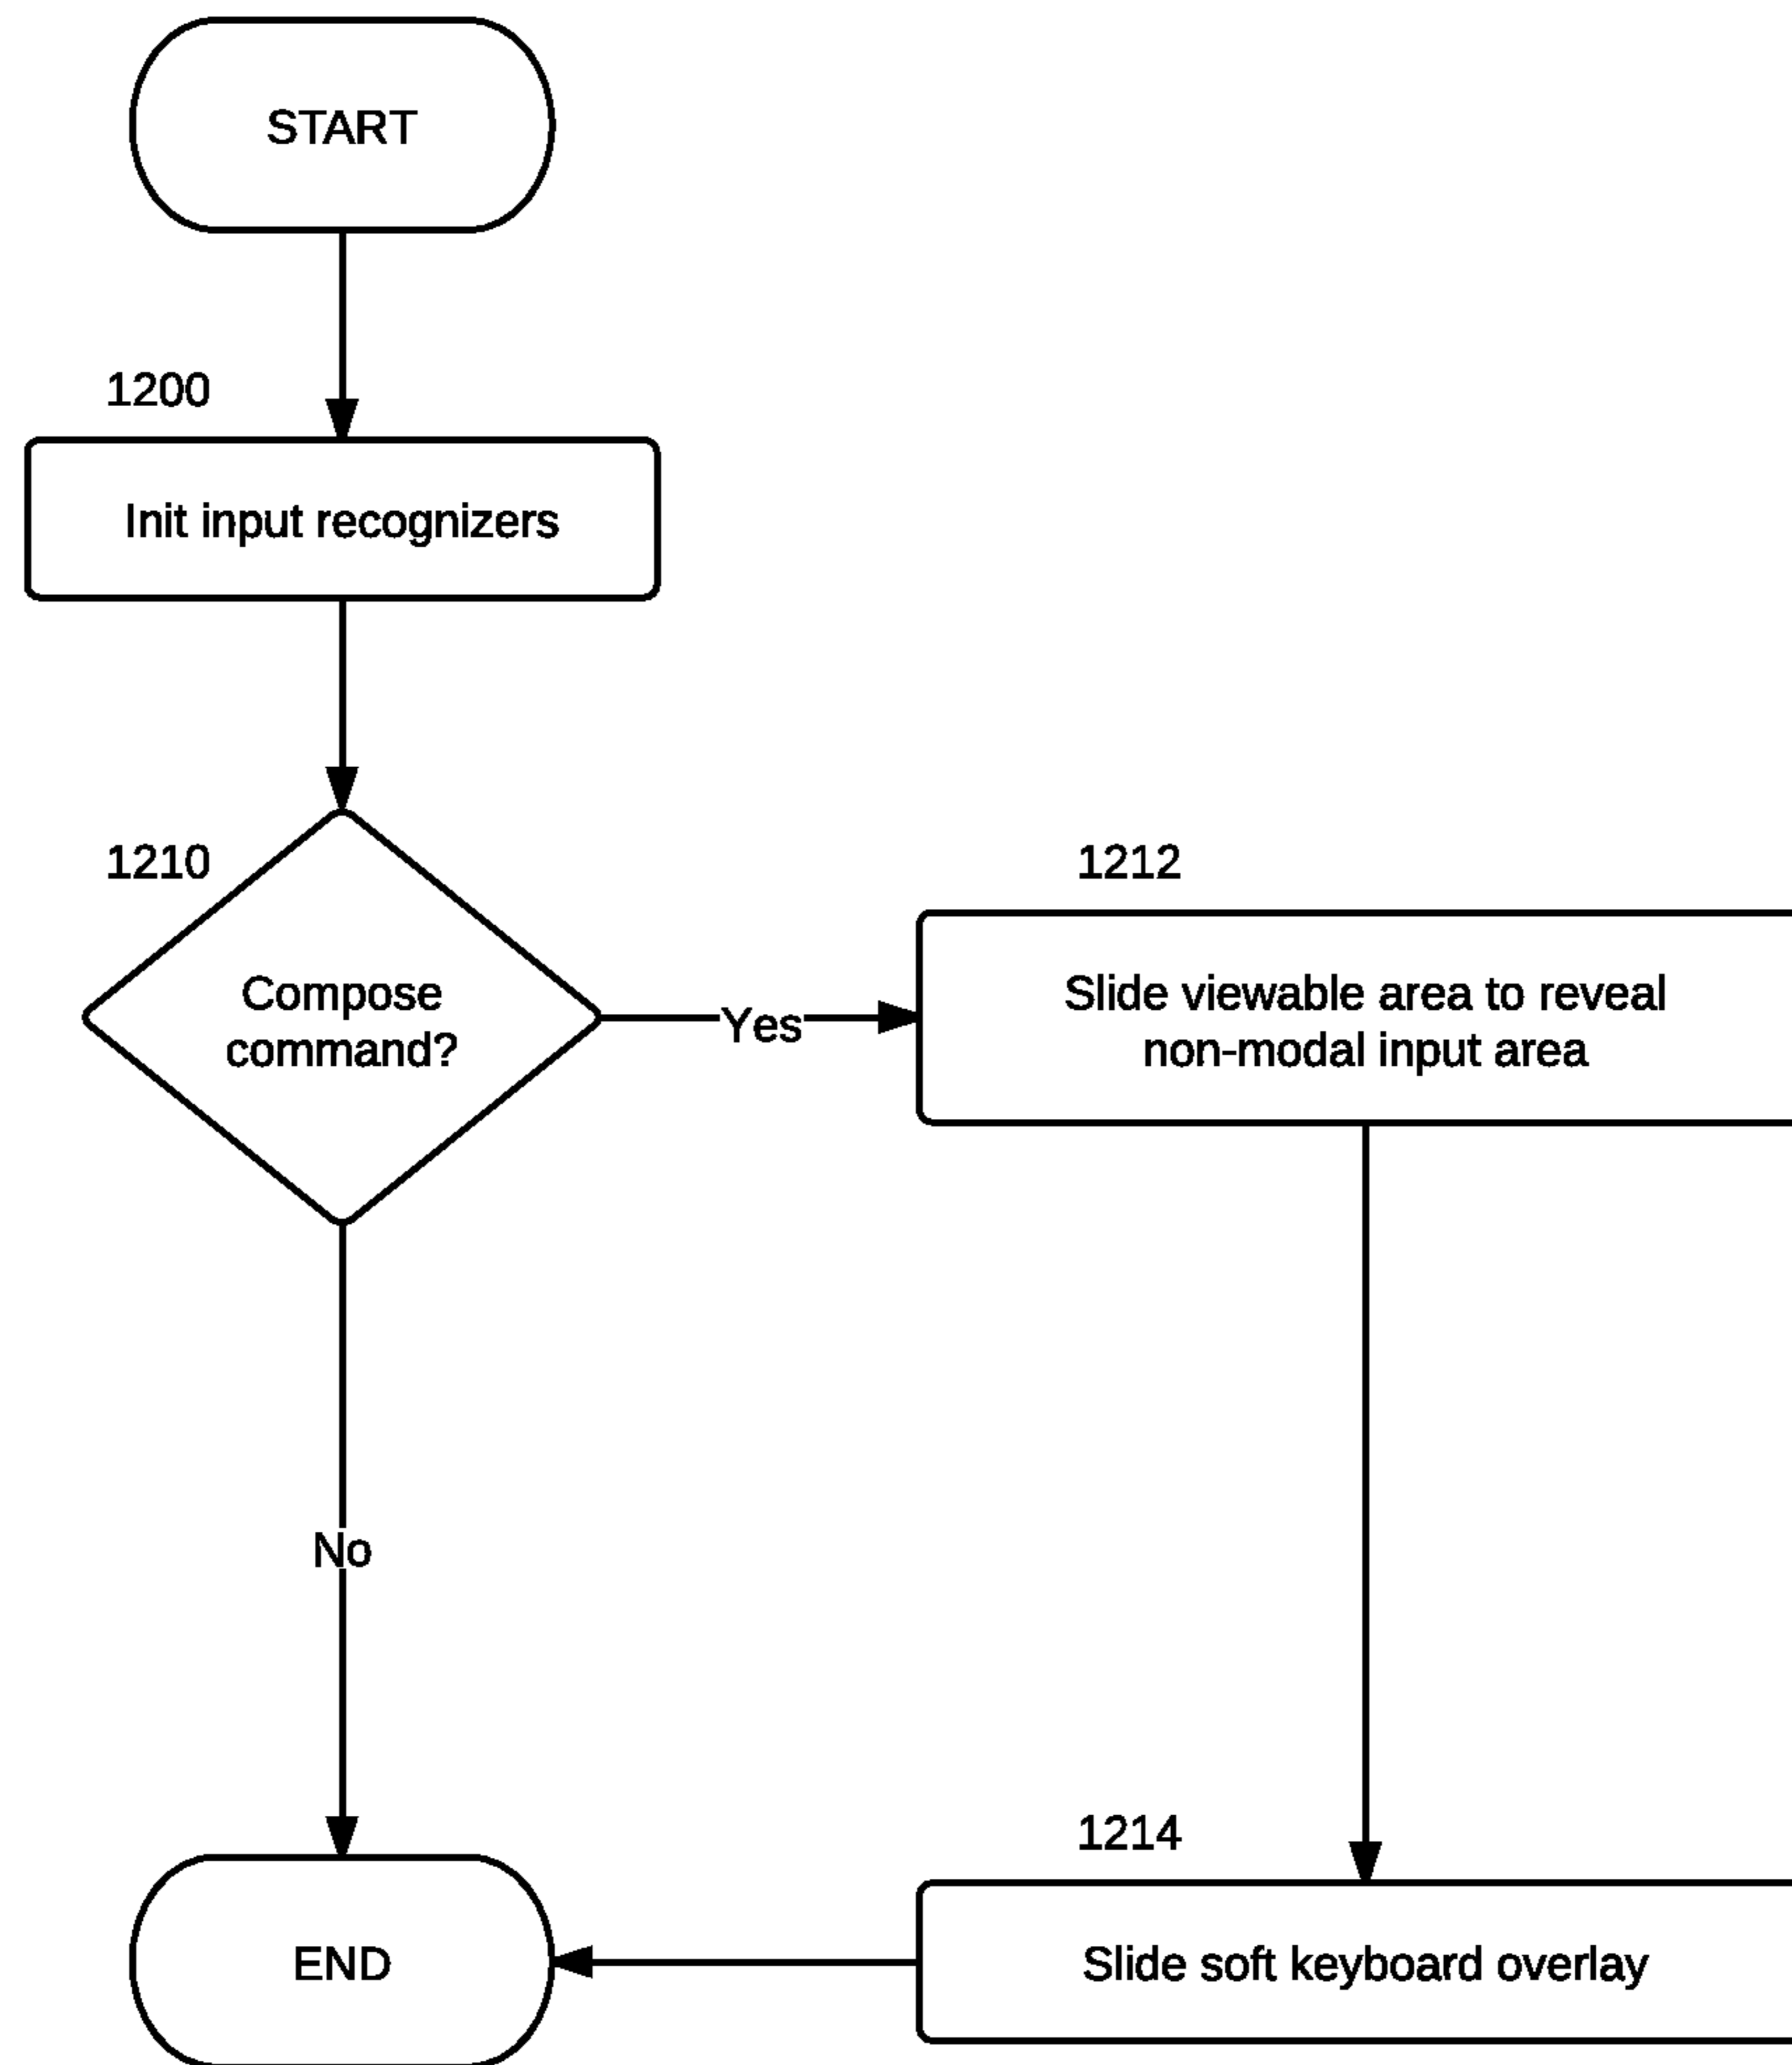 START
1200
Init input recognizers
1210
Compose
command?
Yes
1212
Slide viewable area to reveal
non-modal input area
No
1214
Slide soft keyboard overlay
END